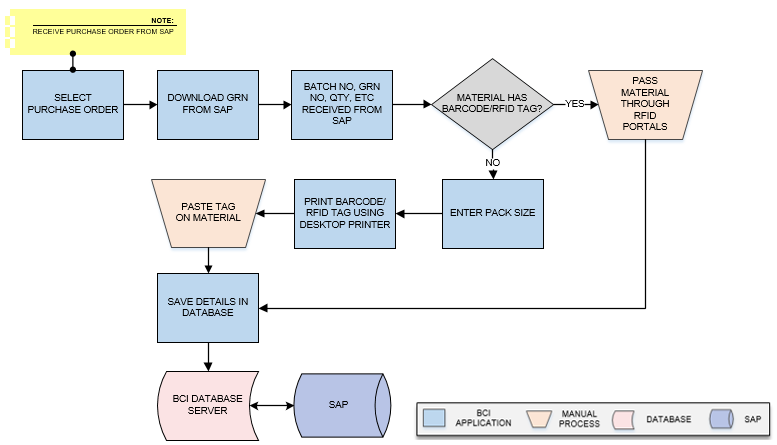 NOTE:
RECEIVE PURCHASE ORDER FROM SAP
SELECT
PURCHASE ORDER
DOWNLOAD GRN
FROM SAP
BATCH NO, GRN
NO, QTY, ETC
RECEIVED FROM
SAP
MATERIAL HAS
BARCODE/RFID TAG?
YES
PASS
MATERIAL
THROUGH
RFID
PORTALS
NO
PASTE TAG
ON MATERIAL
PRINT BARCODE/
RFID TAG USING
DESKTOP PRINTER
ENTER PACK SIZE
SAVE DETAILS IN
DATABASE
BCI DATABASE
SERVER
SAP
BCI
APPLICATION
MANUAL
PROCESS
DATABASE
SAP